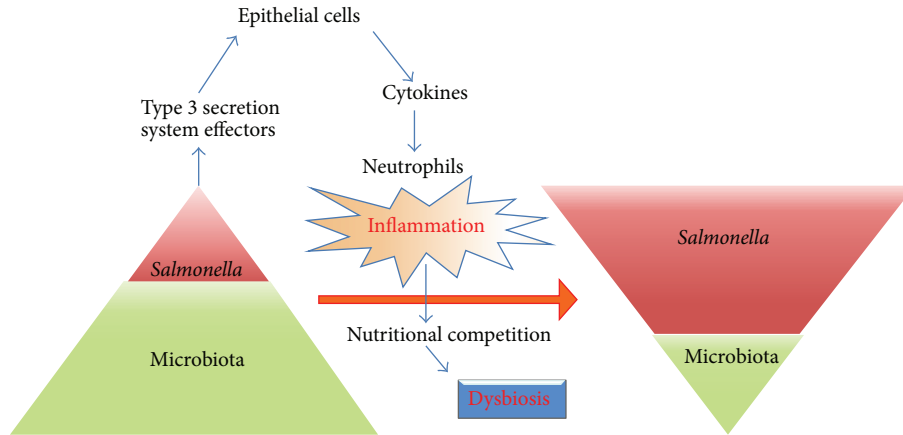 Epithelial cells
Type 3 secretion
system effectors
Cytokines
Neutrophils
Inflammation
Salmonella
Microbiota
Nutritional competition
Dysbiosis
Salmonella
Microbiota